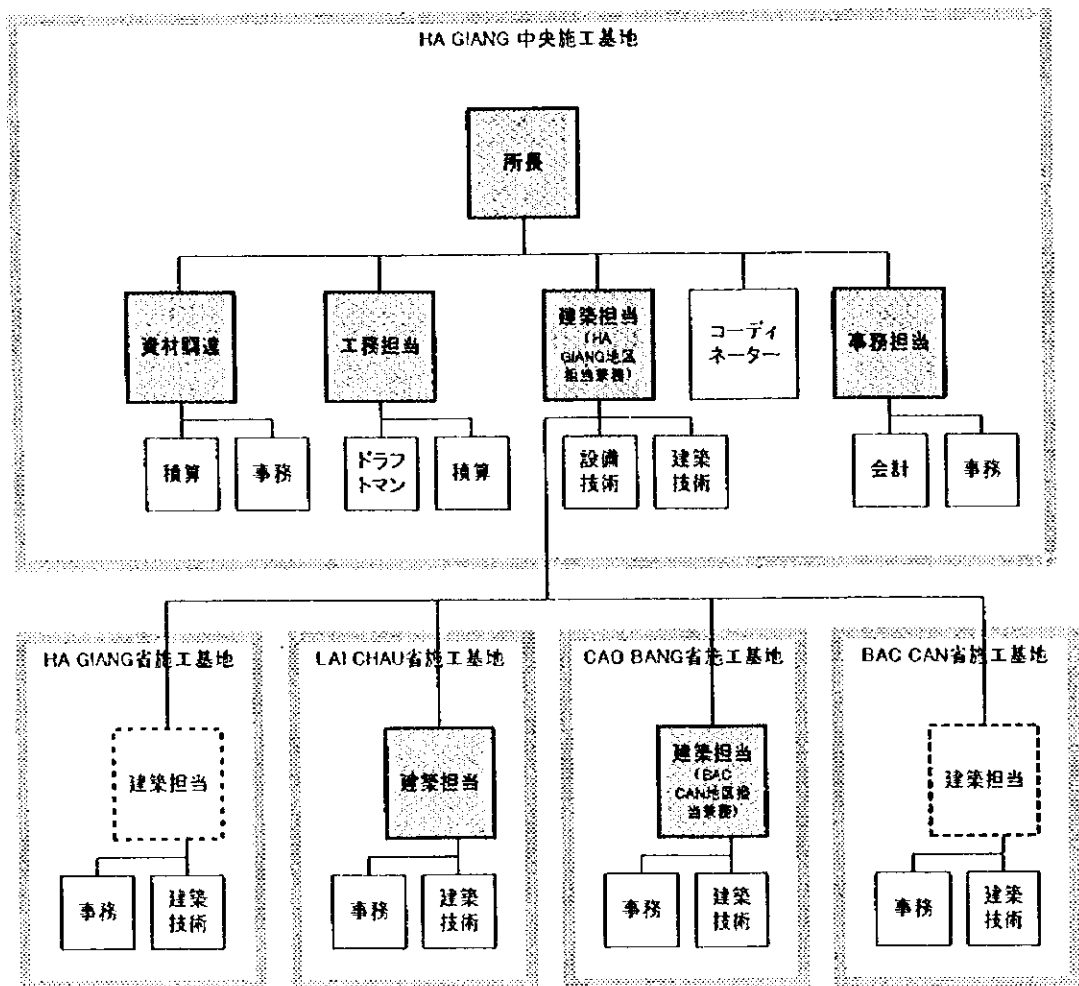 HA GIANG 中央施工基地
所長
資材調達
工務担当
建築担当
(HA
GIANG地区
担当兼務)
コーディ
ネーター
事務担当
積算
事務
ドラフ
トマン
積算
設備
技術
建築
技術
会計
事務
HA GIANG省施工基地
LAI CHAU省施工基地
CAO BANG省施工基地
BAC CAN省施工基地
建築担当
建築担当
建築担当
(BAC
CAN地区担
当兼務)
建築担当
事務
建築
技術
事務
建築
技術
事務
建築
技術
事務
建築
技術